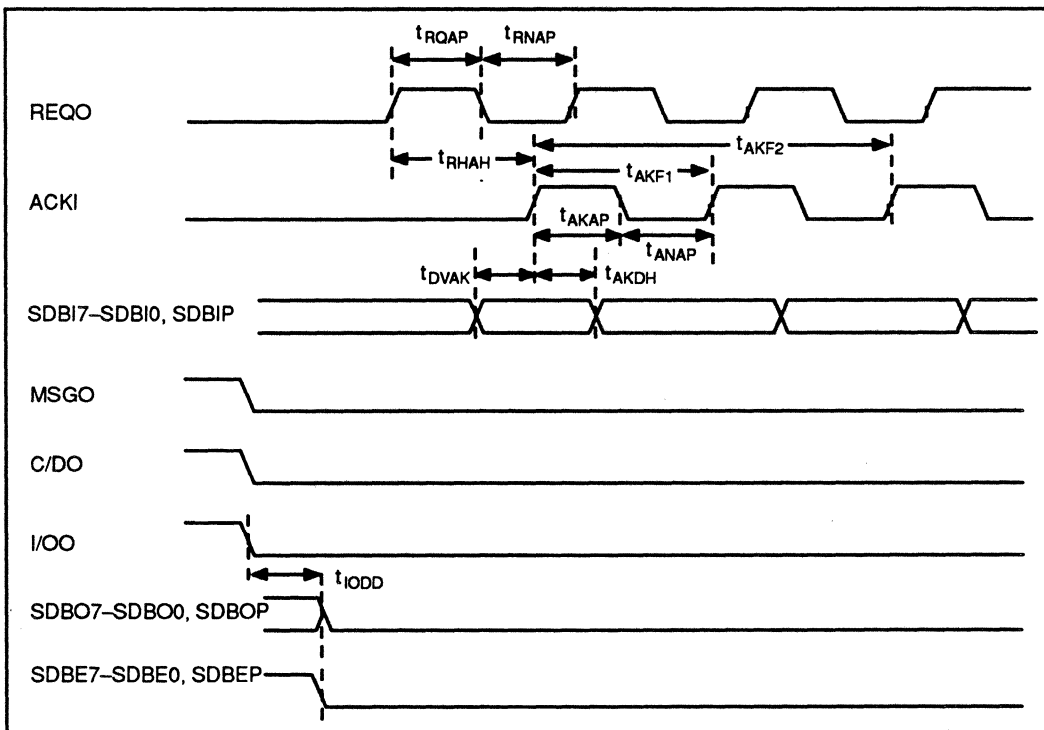 tRQAP tRNAP
REQO
tRHAH tAKF2
tAKF1
ACKI
tAKAP
tANAP
tDVAK tAKDH
SDBI7–SDBI0, SDBIP
MSGO
C/DO
I/OO
tIODD
SDBO7–SDBO0, SDBOP
SDBE7–SDBE0, SDBEP